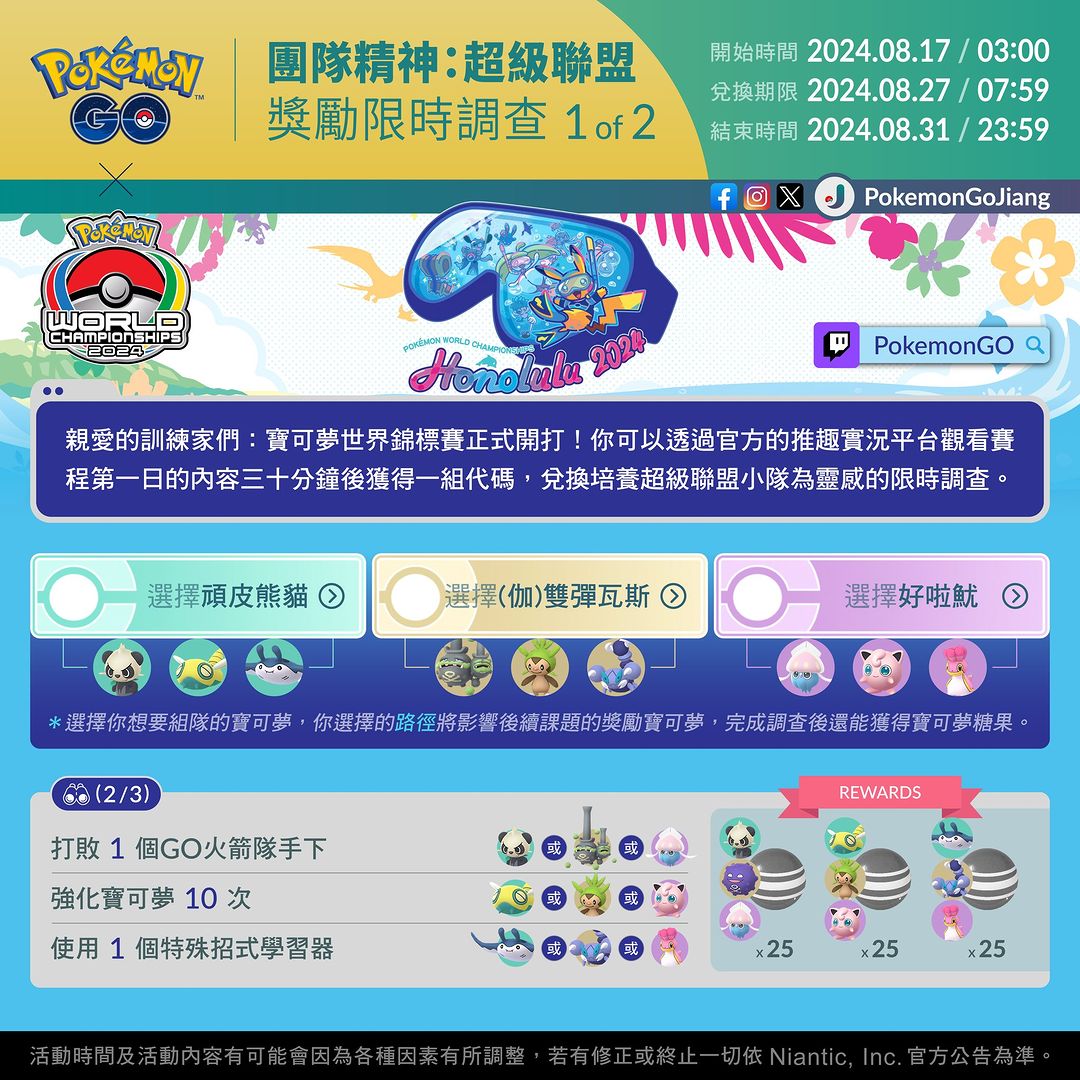 POKÉMON
GO
TM
團隊精神：超級聯盟
獎勵限時調查 1 of 2
開始時間 2024.08.17 / 03:00
兌換期限 2024.08.27 / 07:59
結束時間 2024.08.31 / 23:59
PokemonGoJiang
POKÉMON
WORLD
CHAMPIONSHIPS
2024
POKÉMON WORLD CHAMPIONSHIPS
Honolulu 2024
PokemonGO
親愛的訓練家們：寶可夢世界錦標賽正式開打！你可以透過官方的推趣實況平台觀看賽
程第一日的內容三十分鐘後獲得一組代碼，兌換培養超級聯盟小隊為靈感的限時調查。
選擇頑皮熊貓
選擇(伽)雙彈瓦斯
選擇好啦魷
＊選擇你想要組隊的寶可夢，你選擇的路徑將影響後續課題的獎勵寶可夢，完成調查後還能獲得寶可夢糖果。
(2/3)
REWARDS
打敗 1 個GO火箭隊手下
或 或
強化寶可夢 10 次
或 或
使用 1 個特殊招式學習器
或 或
x25 x25 x25
活動時間及活動內容有可能會因為各種因素有所調整，若有修正或終止一切依 Niantic, Inc. 官方公告為準。